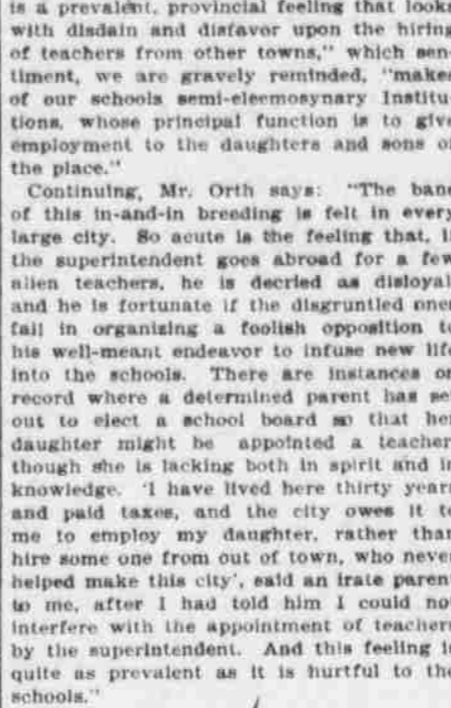 is a prevalent, provincial feeling that looks
with disdain and disfavor upon the hiring
of teachers from other towns," which sen-
timent, we are gravely reminded, "makes
of our schools semi-eleemosynary Institu-
tions, whose principal function is to give
employment to the daughters and sons of
the place."
Continuing, Mr. Orth says: "The bane
of this in-and-in breeding is felt in every
large city. So acute is the feeling that, if
the superintendent goes abroad for a few
alien teachers, he is decried as disloyal,
and he is fortunate if the disgruntled ones
fail in organizing a foolish opposition to
his well-meant endeavor to infuse new life
into the schools. There are instances on
record where a determined parent has set
out to elect a school board so that her
daughter might be appointed a teacher,
though she is lacking both in spirit and in
knowledge. 'I have lived here thirty years
and paid taxes, and the city owes it to
me to employ my daughter, rather than
hire some one from out of town, who never
helped make this city', said an irate parent
to me, after I had told him I could not
interfere with the appointment of teachers
by the superintendent. And this feeling is
quite as prevalent as it is hurtful to the
schools."